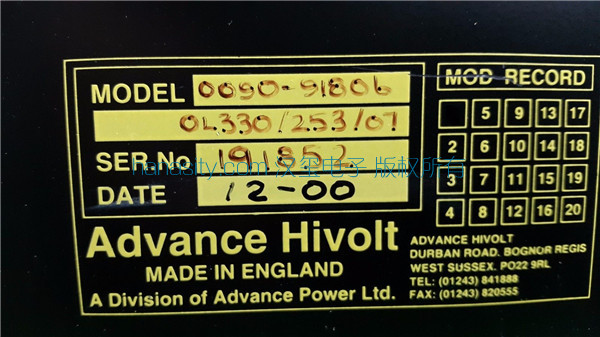 MODEL 0090-91806
OL330/253/07
SER NO 191852
DATE 12-00
MOD RECORD
5 9 13 17
2 6 10 14 18
3 7 11 15 19
4 8 12 16 20
Advance Hivolt
MADE IN ENGLAND
A Division of Advance Power Ltd.
ADVANCE HIVOLT
DURBAN ROAD. BOGNOR REGIS
WEST SUSSEX. PO22 9RL
TEL: (01243) 841888
FAX: (01243) 820555
hanasity.com 汉玺电子 版权所有